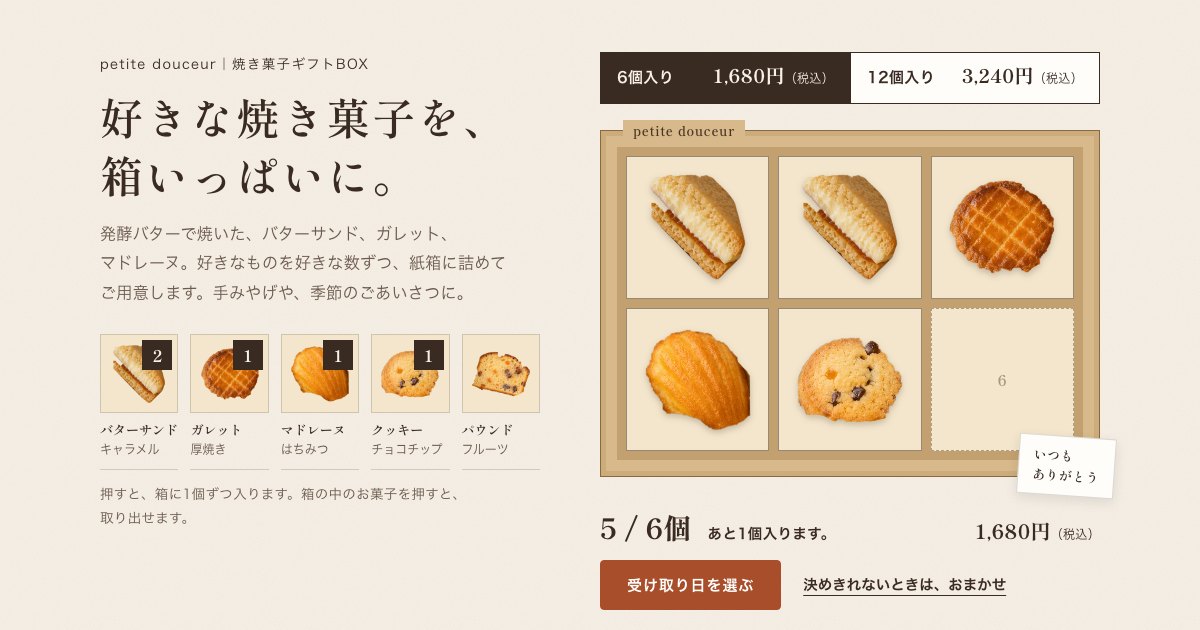 petite douceur｜焼き菓子ギフトBOX
好きな焼き菓子を、
箱いっぱいに。
発酵バターで焼いた、バターサンド、ガレット、
マドレーヌ。好きなものを好きな数ずつ、紙箱に詰めて
ご用意します。手みやげや、季節のごあいさつに。
2
1
1
1
バターサンド
キャラメル
ガレット
厚焼き
マドレーヌ
はちみつ
クッキー
チョコチップ
パウンド
フルーツ
押すと、箱に1個ずつ入ります。箱の中のお菓子を押すと、
取り出せます。
6個入り 1,680円（税込）
12個入り 3,240円（税込）
petite douceur
6
いつも
ありがとう
5 / 6個 あと1個入ります。
1,680円（税込）
受け取り日を選ぶ
決めきれないときは、おまかせ